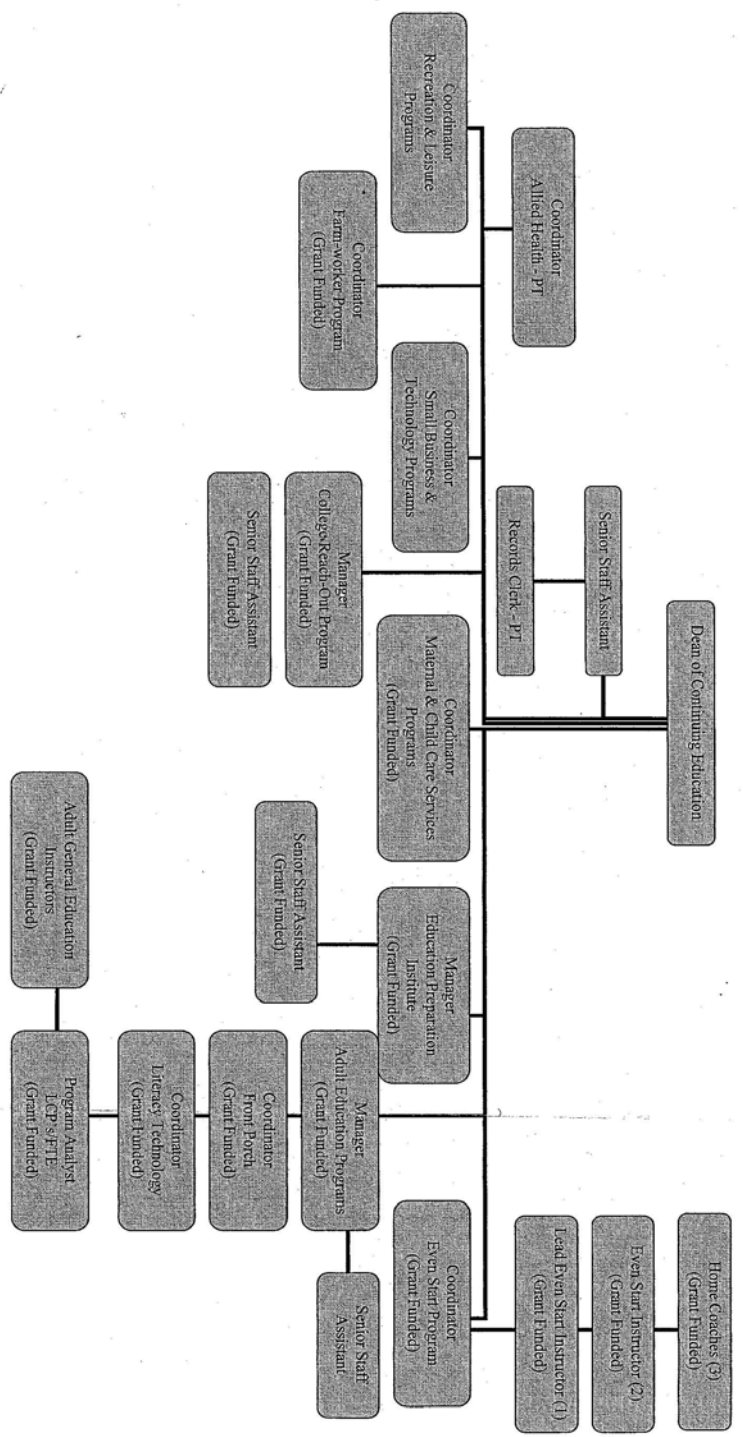 Dean of Continuing Education
Senior Staff Assistant
Records Clerk - PT
Coordinator
Allied Health - PT
Coordinator
Recreation & Leisure
Programs
Coordinator
Farm-worker Program
(Grant Funded)
Coordinator
Small Business &
Technology Programs
Manager
College Reach-Out Program
(Grant Funded)
Senior Staff Assistant
(Grant Funded)
Coordinator
Maternal & Child Care Services
Programs
(Grant Funded)
Manager
Education Preparation
Institute
(Grant Funded)
Senior Staff Assistant
(Grant Funded)
Manager
Adult Education Programs
(Grant Funded)
Senior Staff
Assistant
Coordinator
Front Porch
(Grant Funded)
Coordinator
Literacy Technology
(Grant Funded)
Program Analyst
LCP's/FTE
(Grant Funded)
Adult General Education
Instructors
(Grant Funded)
Coordinator
Even Start Program
(Grant Funded)
Lead Even Start Instructor (1)
(Grant Funded)
Even Start Instructor (2)
(Grant Funded)
Home Coaches (3)
(Grant Funded)